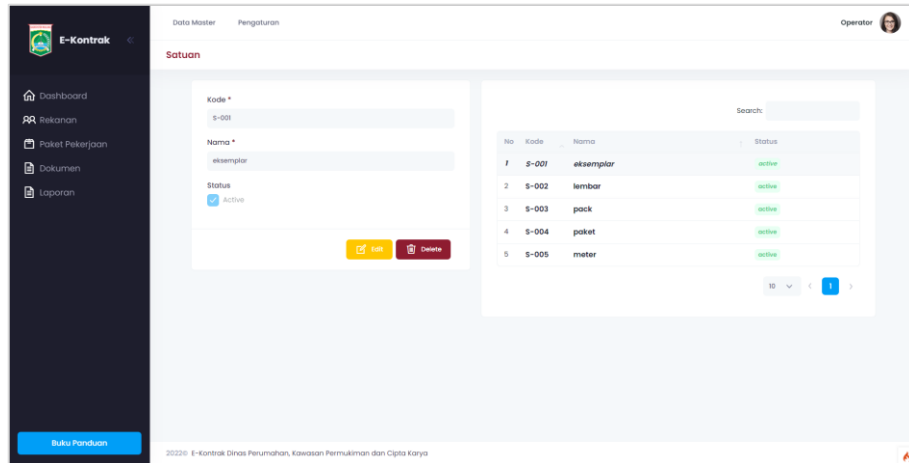 E-Kontrak
Dashboard
Rekanan
Paket Pekerjaan
Dokumen
Laporan
Buku Panduan
Data Master Pengaturan
Operator
Satuan
Kode *
S-001
Nama *
eksemplar
Status
Active
Edit Delete
Search:
No Kode Nama Status
1 S-001 eksemplar active
2 S-002 lembar active
3 S-003 pack active
4 S-004 paket active
5 S-005 meter active
10 1
2022© E-Kontrak Dinas Perumahan, Kawasan Permukiman dan Cipta Karya